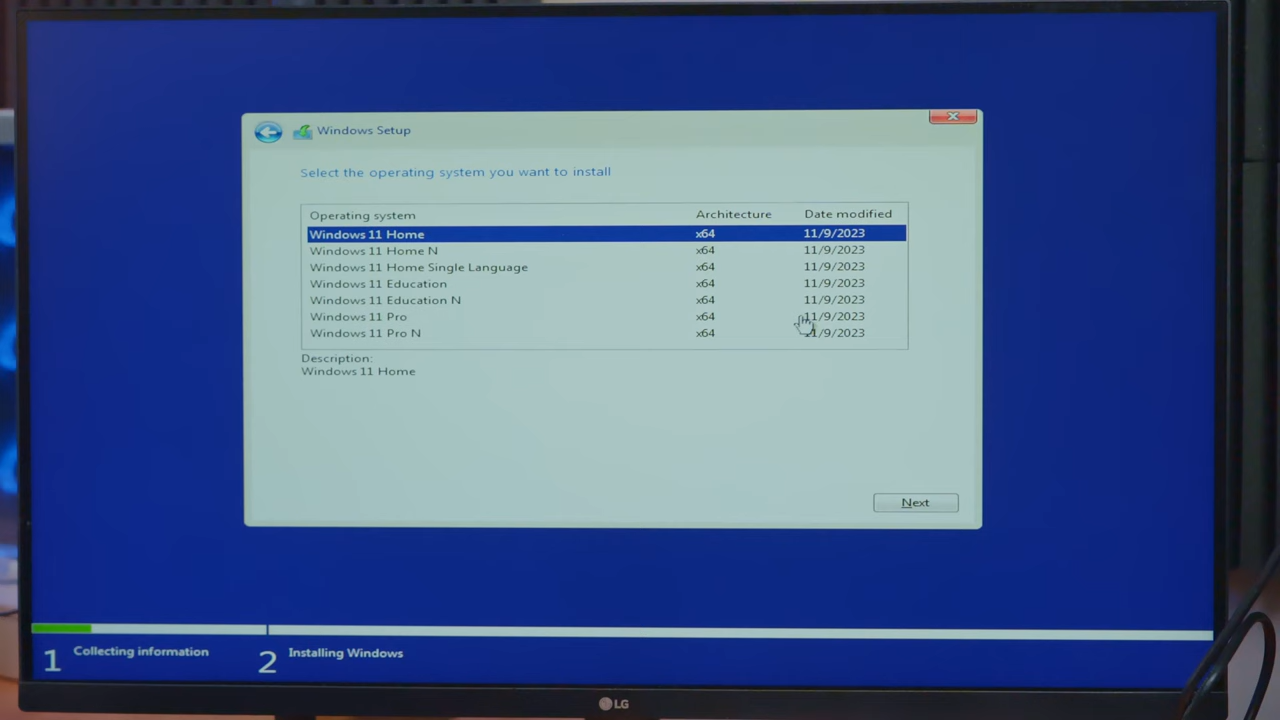 Windows Setup
Select the operating system you want to install
Operating system Architecture Date modified
Windows 11 Home x64 11/9/2023
Windows 11 Home N x64 11/9/2023
Windows 11 Home Single Language x64 11/9/2023
Windows 11 Education x64 11/9/2023
Windows 11 Education N x64 11/9/2023
Windows 11 Pro x64 11/9/2023
Windows 11 Pro N x64 11/9/2023
Description:
Windows 11 Home
Next
1 Collecting information 2 Installing Windows
LG